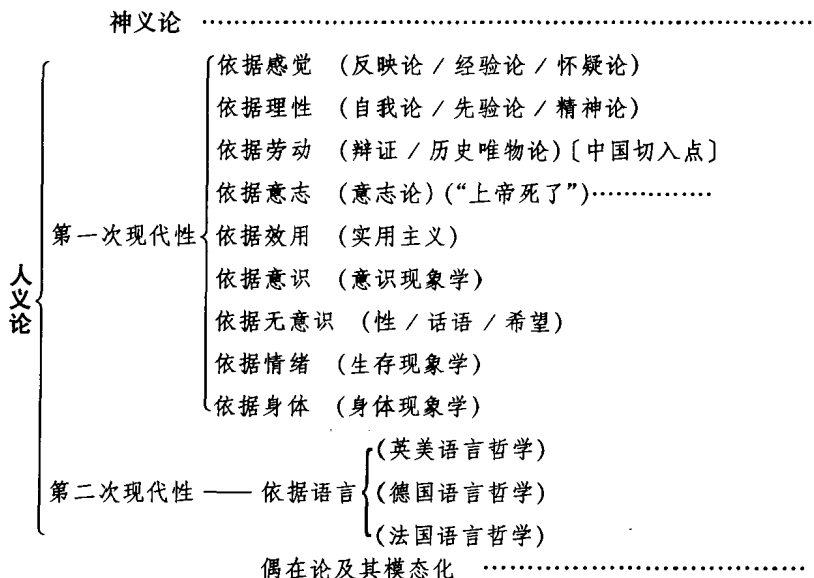 神义论 ……………………………………………………
依据感觉 (反映论/经验论/怀疑论)
依据理性 (自我论/先验论/精神论)
依据劳动 (辩证/历史唯物论)〔中国切入点〕
依据意志 (意志论)(“上帝死了”)……………
第一次现代性 依据效用 (实用主义)
依据意识 (意识现象学)
人义论
依据无意识 (性/话语/希望)
依据情绪 (生存现象学)
依据身体 (身体现象学)
(英美语言哲学)
第二次现代性 —— 依据语言 (德国语言哲学)
(法国语言哲学)
偶在论及其模态化 ……………………………